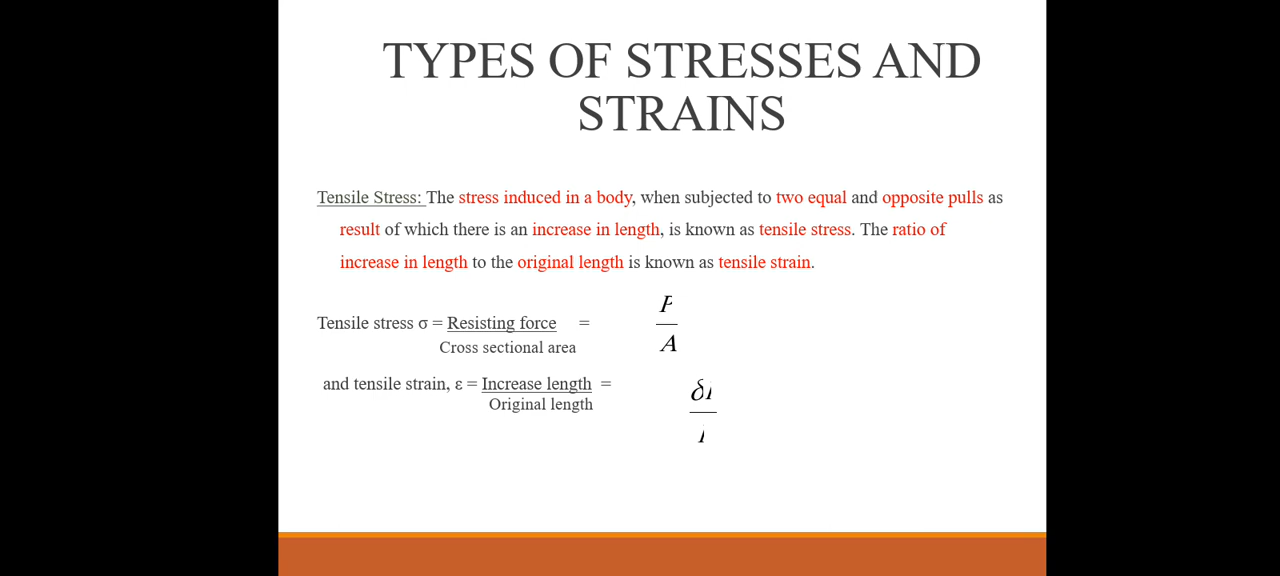 TYPES OF STRESSES AND
STRAINS
Tensile Stress: The stress induced in a body, when subjected to two equal and opposite pulls as
result of which there is an increase in length, is known as tensile stress. The ratio of
increase in length to the original length is known as tensile strain.
Tensile stress σ = Resisting force =
P
A
Cross sectional area
and tensile strain, ε = Increase length =
Original length
δl
l